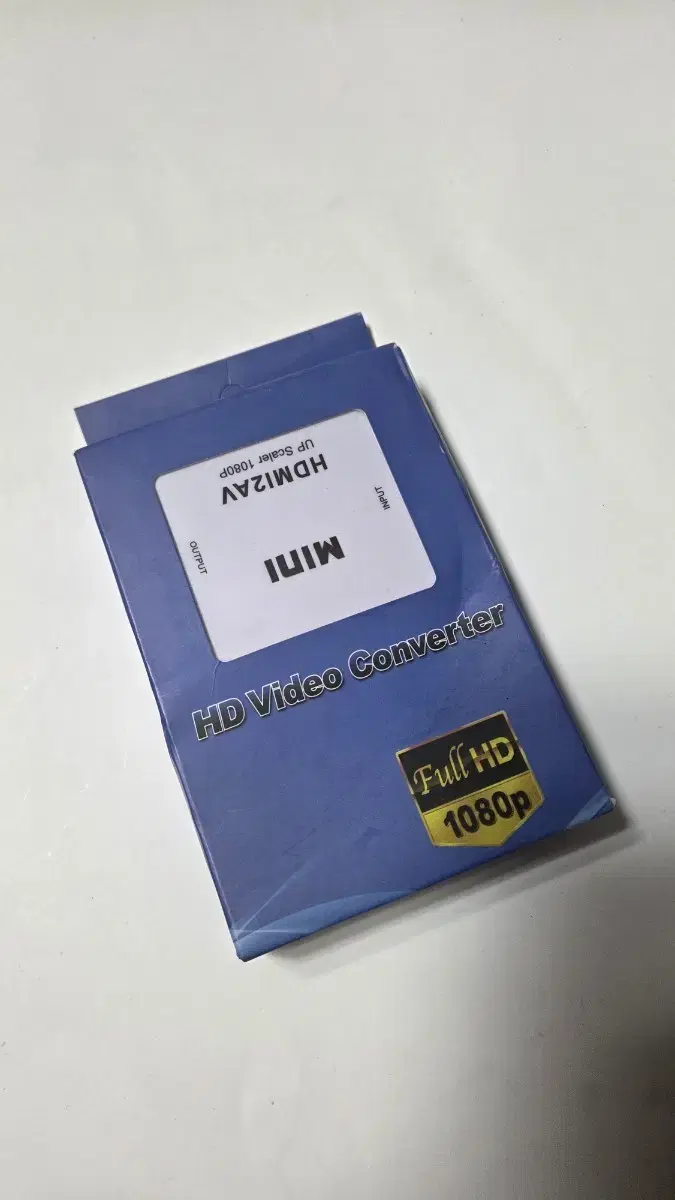 MINI
HDMI2AV
UP Scaler 1080P
INPUT
OUTPUT
HD Video Converter
Full HD
1080p